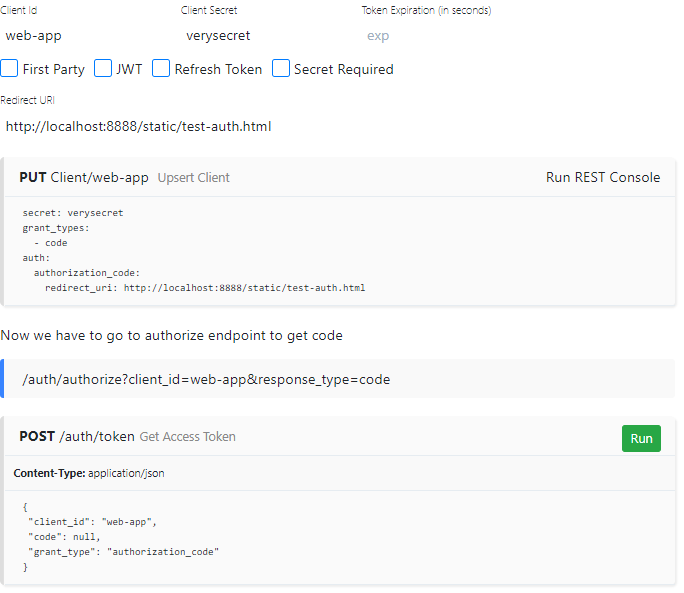 Client Id Client Secret Token Expiration (in seconds)
web-app verysecret exp
First Party JWT Refresh Token Secret Required
Redirect URI
http://localhost:8888/static/test-auth.html
PUT Client/web-app Upsert Client Run REST Console
secret: verysecret
grant_types:
  - code
auth:
  authorization_code:
    redirect_uri: http://localhost:8888/static/test-auth.html
Now we have to go to authorize endpoint to get code
/auth/authorize?client_id=web-app&response_type=code
POST /auth/token Get Access Token Run
Content-Type: application/json
{
 "client_id": "web-app",
 "code": null,
 "grant_type": "authorization_code"
}